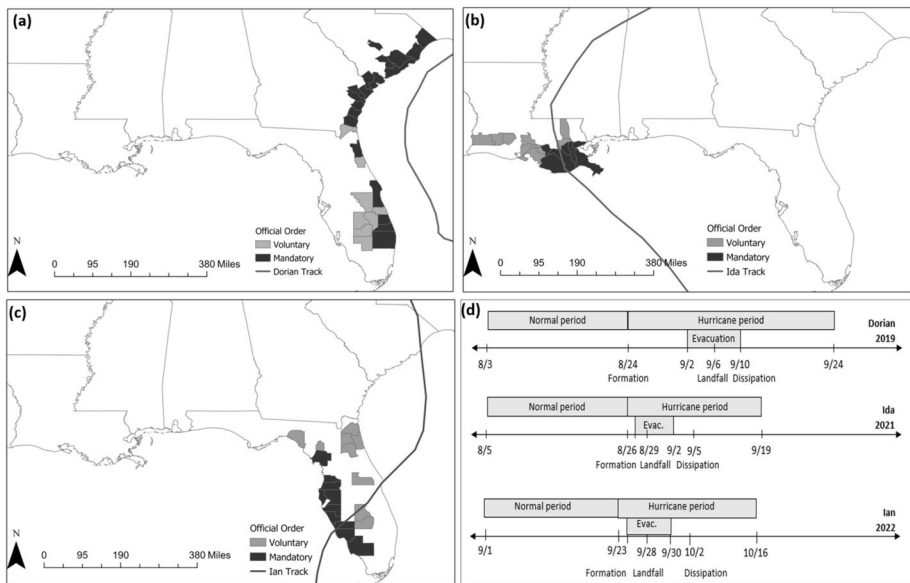 (a)
Official Order
Voluntary
Mandatory
Dorian Track
N
0 95 190 380 Miles
(b)
Official Order
Voluntary
Mandatory
Ida Track
N
0 95 190 380 Miles
(c)
Official Order
Voluntary
Mandatory
Ian Track
N
0 95 190 380 Miles
(d)
Normal period Hurricane period Dorian
Evacuation 2019
8/3 8/24 9/2 9/6 9/10 9/24
Formation Landfall Dissipation
Normal period Hurricane period Ida
Evac. 2021
8/5 8/26 8/29 9/2 9/5 9/19
Formation Landfall Dissipation
Normal period Hurricane period Ian
Evac. 2022
9/1 9/23 9/28 9/30 10/2 10/16
Formation Landfall Dissipation